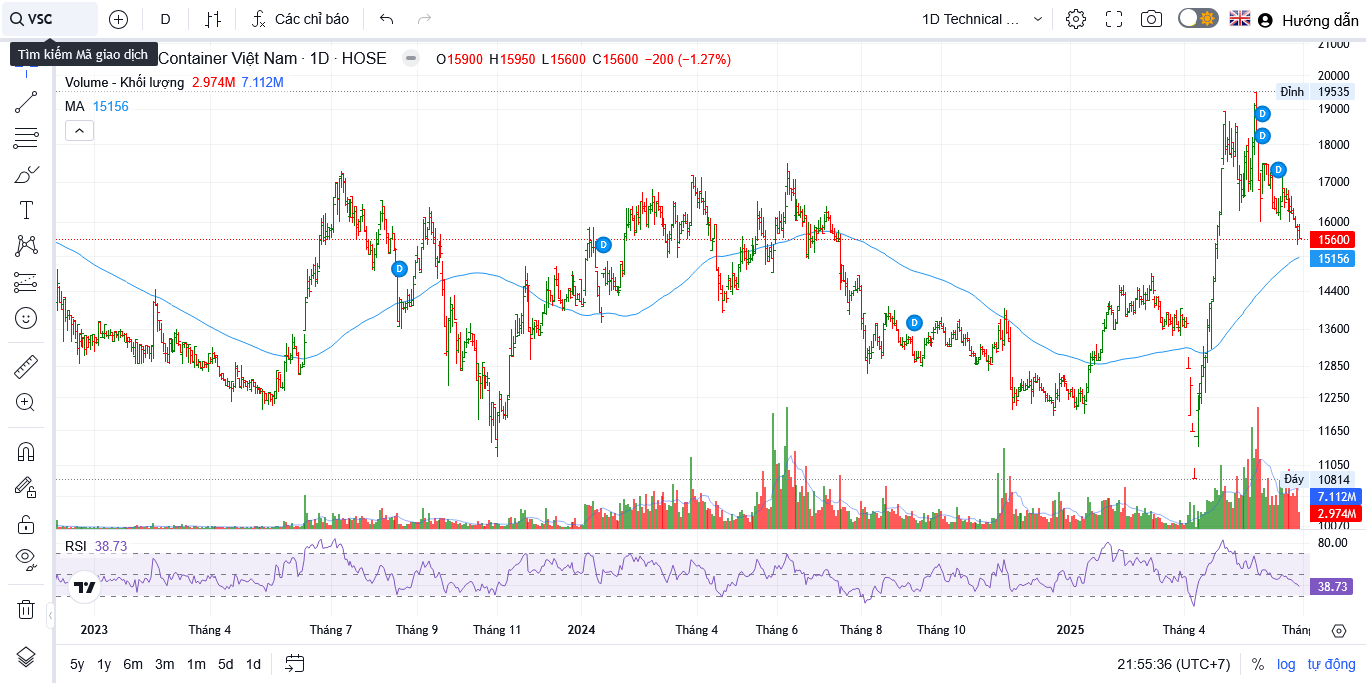 VSC
D
Các chỉ báo
1D Technical ...
Hướng dẫn
Tìm kiếm Mã giao dịch
Container Việt Nam · 1D · HOSE
O15900 H15950 L15600 C15600 −200 (−1.27%)
Volume - Khối lượng 2.974M 7.112M
MA 15156
21000
20000
Đỉnh 19535
19000
18000
17000
16000
15600
15156
14400
13600
12850
12250
11650
11050
Đáy 10814
7.112M
2.974M
10070
D
D
D
D
D
D
RSI 38.73
80.00
38.73
2023
Tháng 4
Tháng 7
Tháng 9
Tháng 11
2024
Tháng 4
Tháng 6
Tháng 8
Tháng 10
2025
Tháng 4
Thán
5y 1y 6m 3m 1m 5d 1d
21:55:36 (UTC+7)
% log tự động